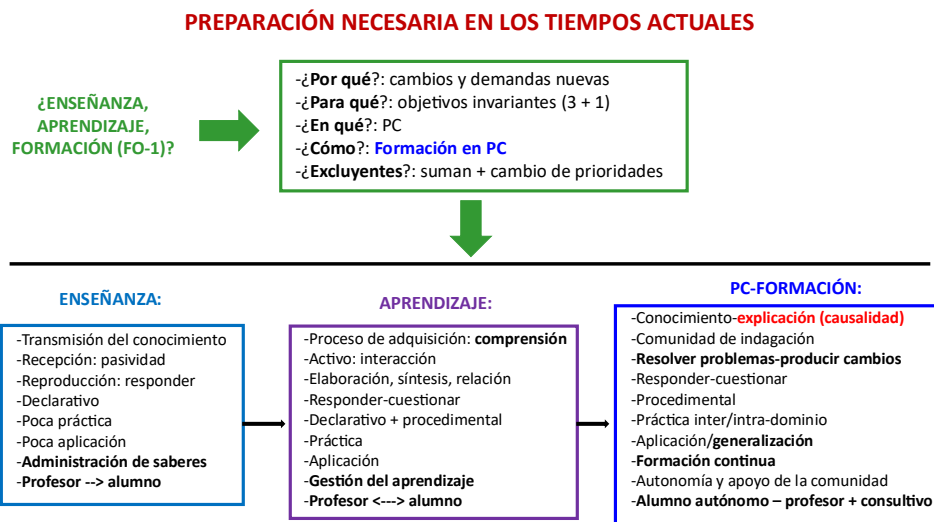 PREPARACIÓN NECESARIA EN LOS TIEMPOS ACTUALES
¿ENSEÑANZA,
APRENDIZAJE,
FORMACIÓN (FO-1)?
-¿Por qué?: cambios y demandas nuevas
-¿Para qué?: objetivos invariantes (3 + 1)
-¿En qué?: PC
-¿Cómo?: Formación en PC
-¿Excluyentes?: suman + cambio de prioridades
ENSEÑANZA:
-Transmisión del conocimiento
-Recepción: pasividad
-Reproducción: responder
-Declarativo
-Poca práctica
-Poca aplicación
-Administración de saberes
-Profesor --> alumno
APRENDIZAJE:
-Proceso de adquisición: comprensión
-Activo: interacción
-Elaboración, síntesis, relación
-Responder-cuestionar
-Declarativo + procedimental
-Práctica
-Aplicación
-Gestión del aprendizaje
-Profesor <---> alumno
PC-FORMACIÓN:
-Conocimiento-explicación (causalidad)
-Comunidad de indagación
-Resolver problemas-producir cambios
-Responder-cuestionar
-Procedimental
-Práctica inter/intra-dominio
-Aplicación/generalización
-Formación continua
-Autonomía y apoyo de la comunidad
-Alumno autónomo – profesor + consultivo